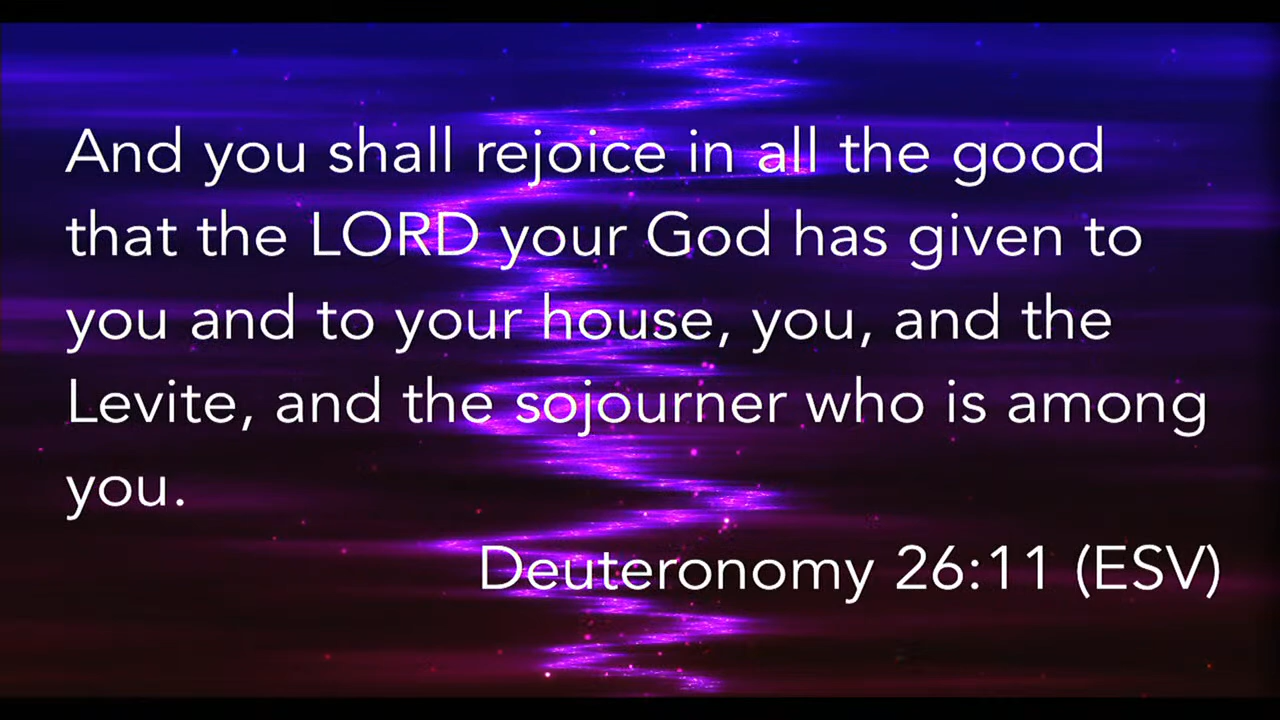 And you shall rejoice in all the good
that the LORD your God has given to
you and to your house, you, and the
Levite, and the sojourner who is among
you.
Deuteronomy 26:11 (ESV)